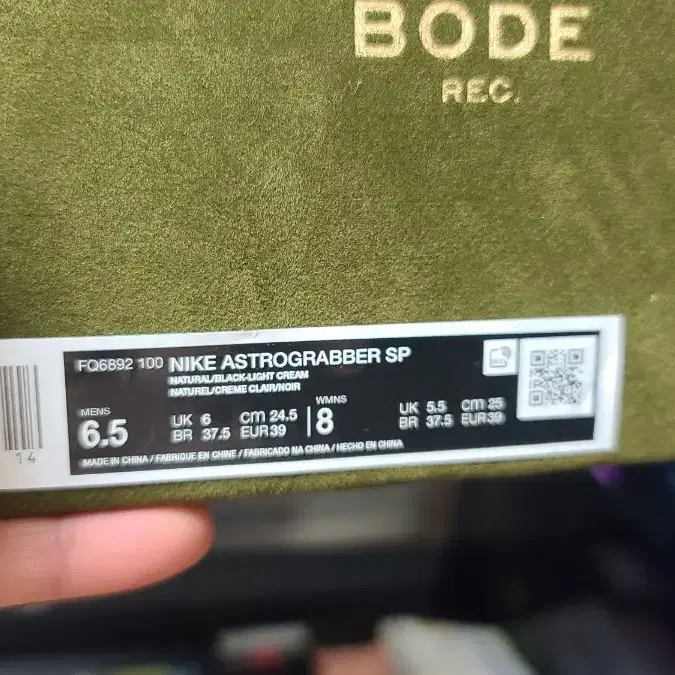 BODE
REC.
FQ6892 100 NIKE ASTROGRABBER SP
NATURAL/BLACK-LIGHT CREAM
NATUREL/CREME CLAIR/NOIR
MENS
6.5
UK 6 cm 24.5
BR 37.5 EUR 39
WMNS
8
UK 5.5 cm 25
BR 37.5 EUR 39
MADE IN CHINA / FABRIQUE EN CHINE / FABRICADO NA CHINA / HECHO EN CHINA
14